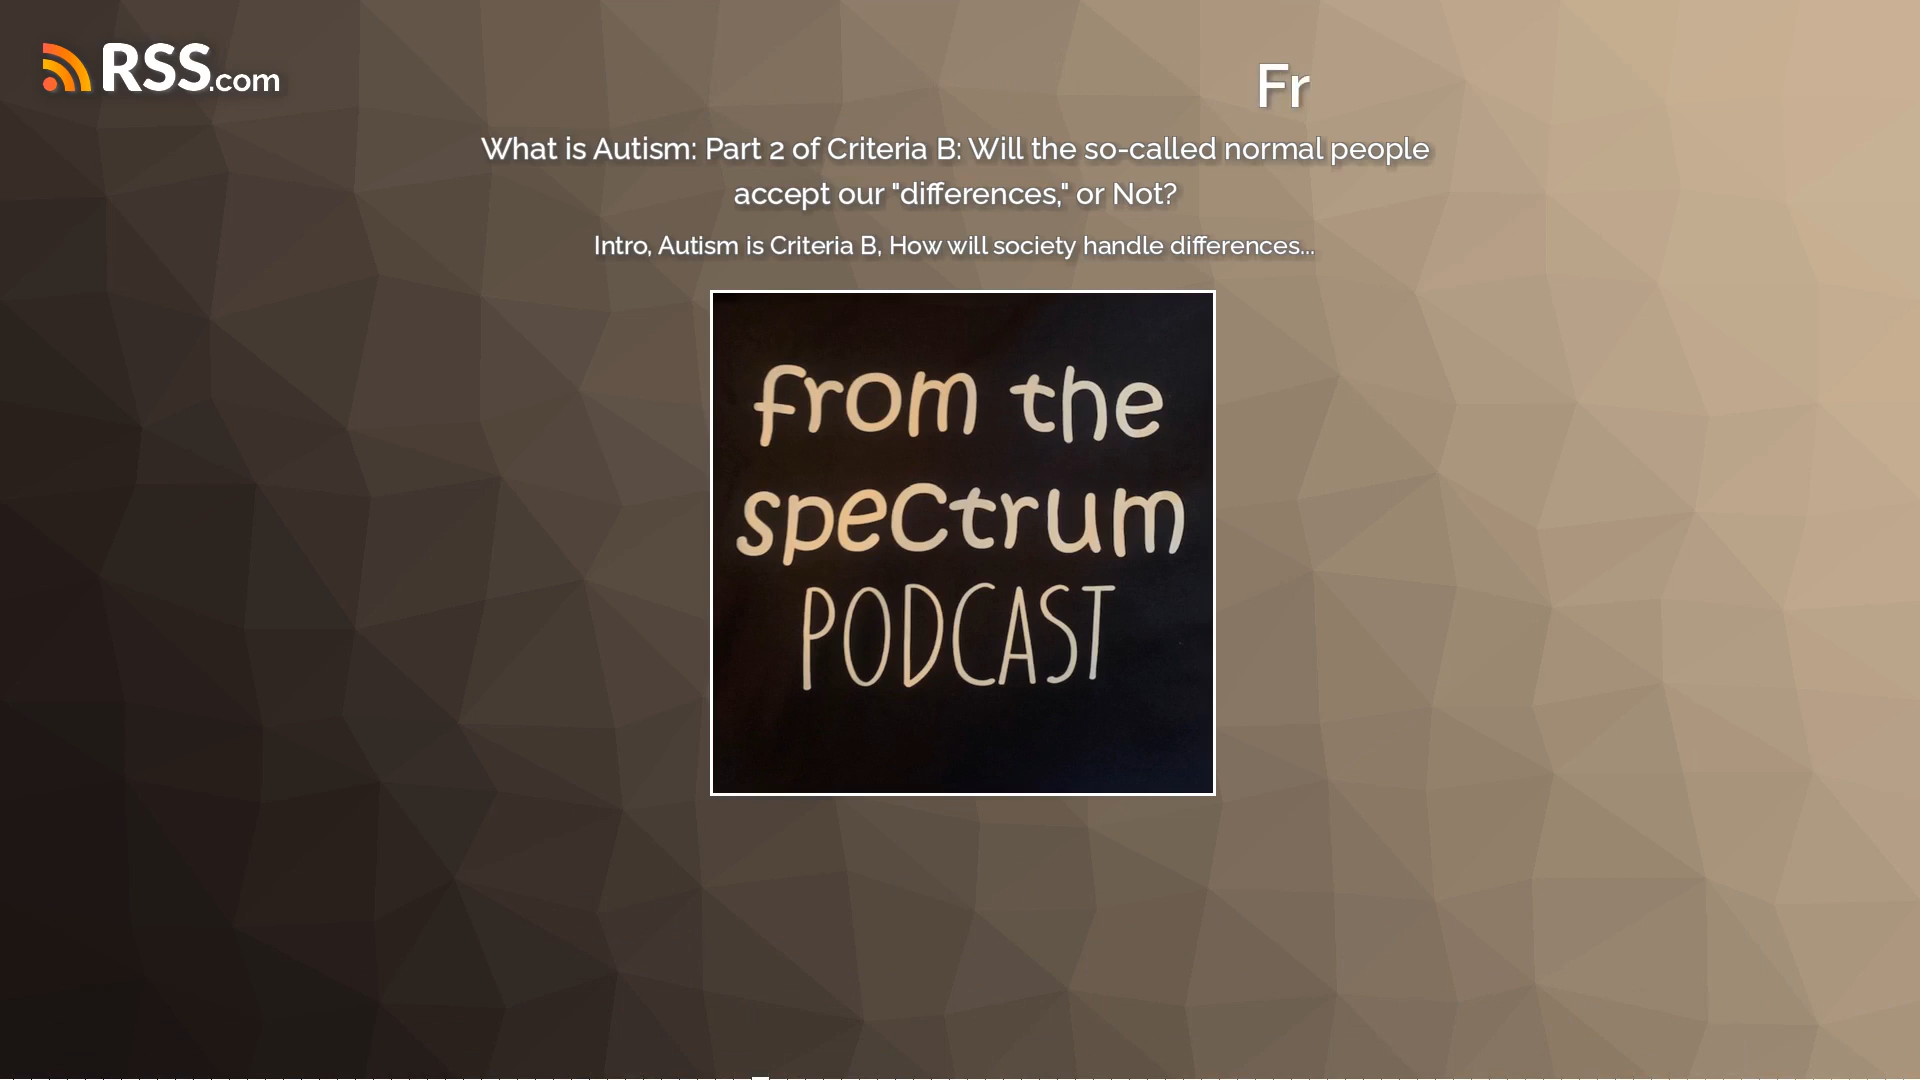 RSS.com
Fr
What is Autism: Part 2 of Criteria B: Will the so-called normal people
accept our "differences," or Not?
Intro, Autism is Criteria B, How will society handle differences...
from the
spectrum
PODCAST